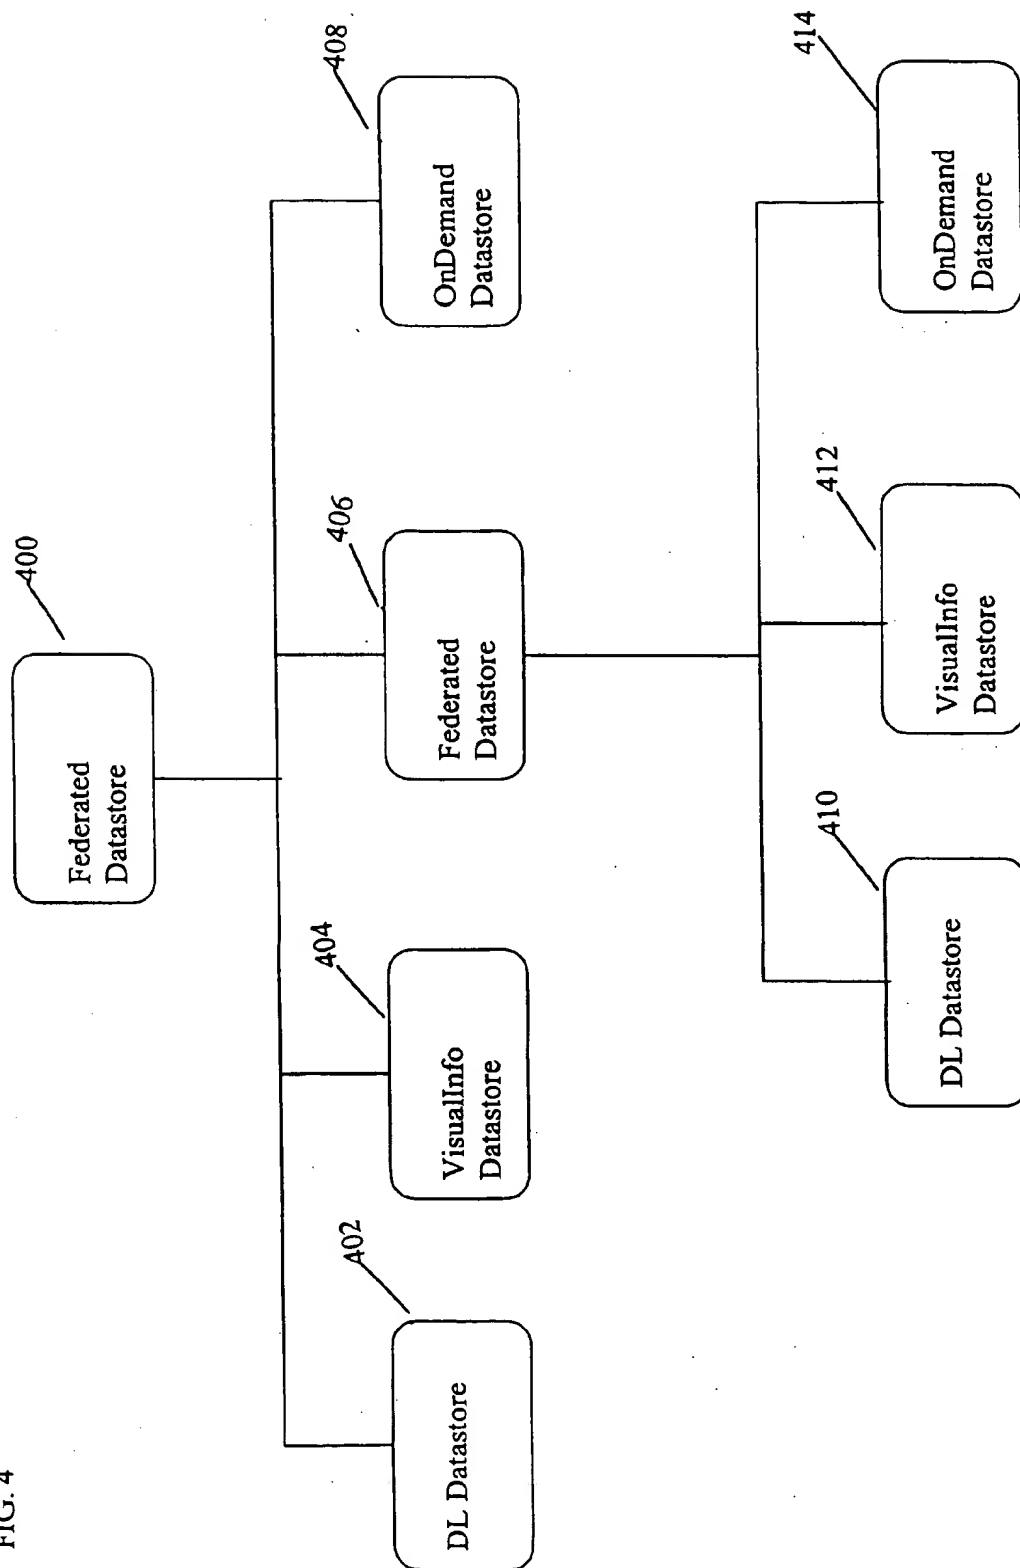 FIG. 4
400
Federated
Datastore
402
DL Datastore
404
VisualInfo
Datastore
406
Federated
Datastore
408
OnDemand
Datastore
410
DL Datastore
412
VisualInfo
Datastore
414
OnDemand
Datastore